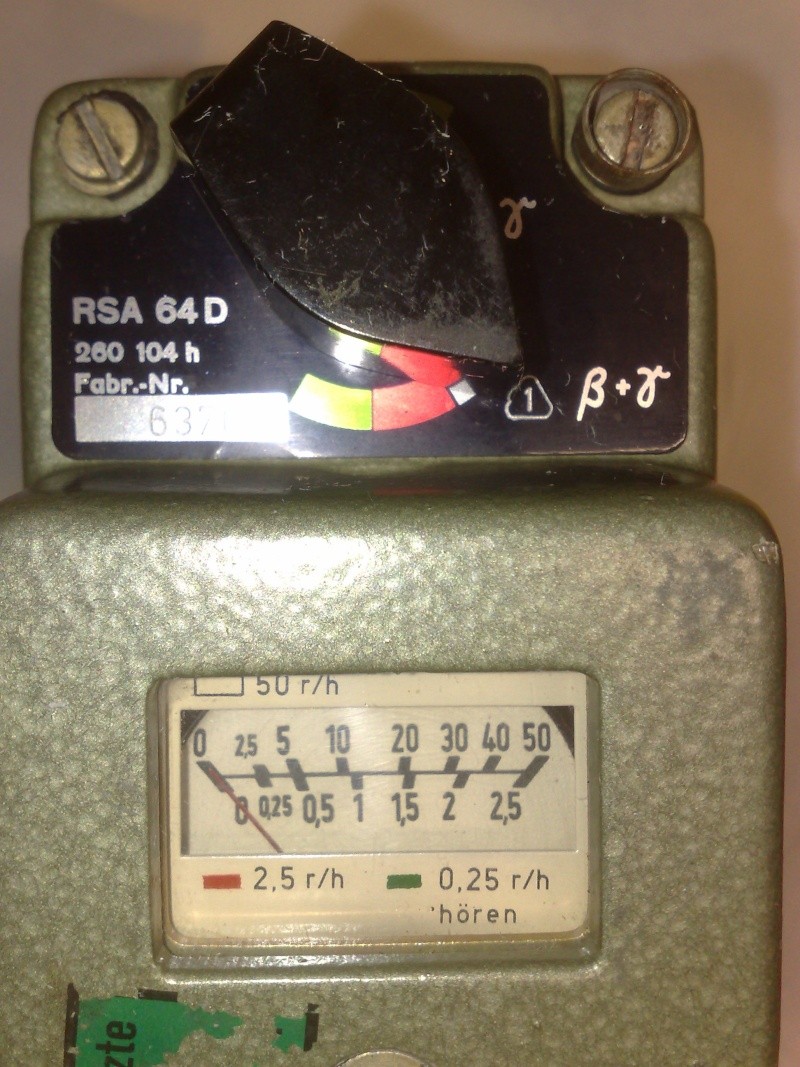 γ
RSA 64 D
260 104 h
Fabr.-Nr.
637
1 β+γ
50 r/h
0 2,5 5 10 20 30 40 50
0 0,25 0,5 1 1,5 2 2,5
2,5 r/h 0,25 r/h
hören
zte